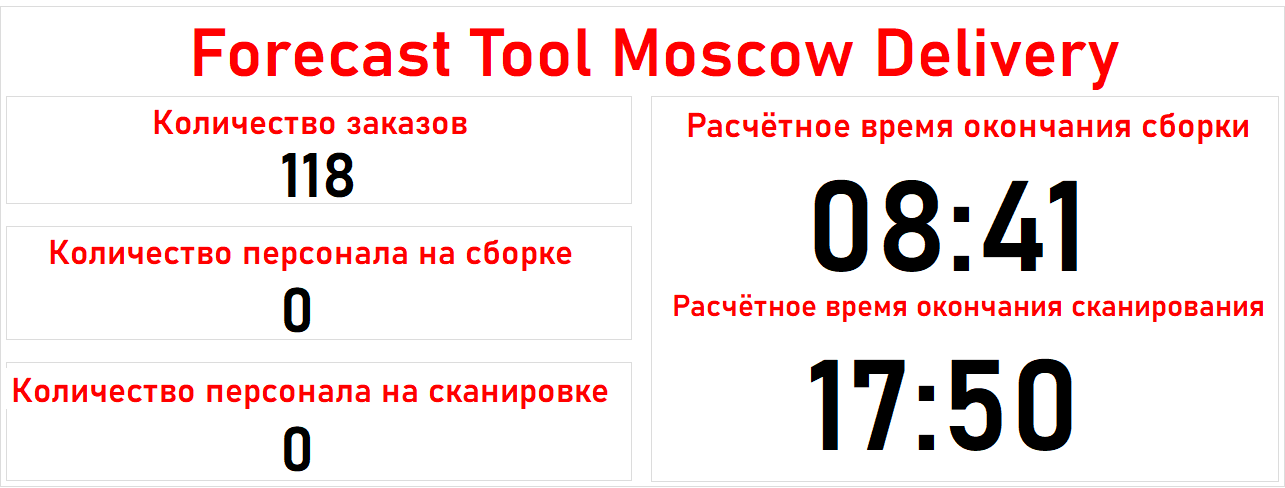 Forecast Tool Moscow Delivery
Количество заказов
118
Количество персонала на сборке
0
Количество персонала на сканировке
0
Расчётное время окончания сборки
08:41
Расчётное время окончания сканирования
17:50